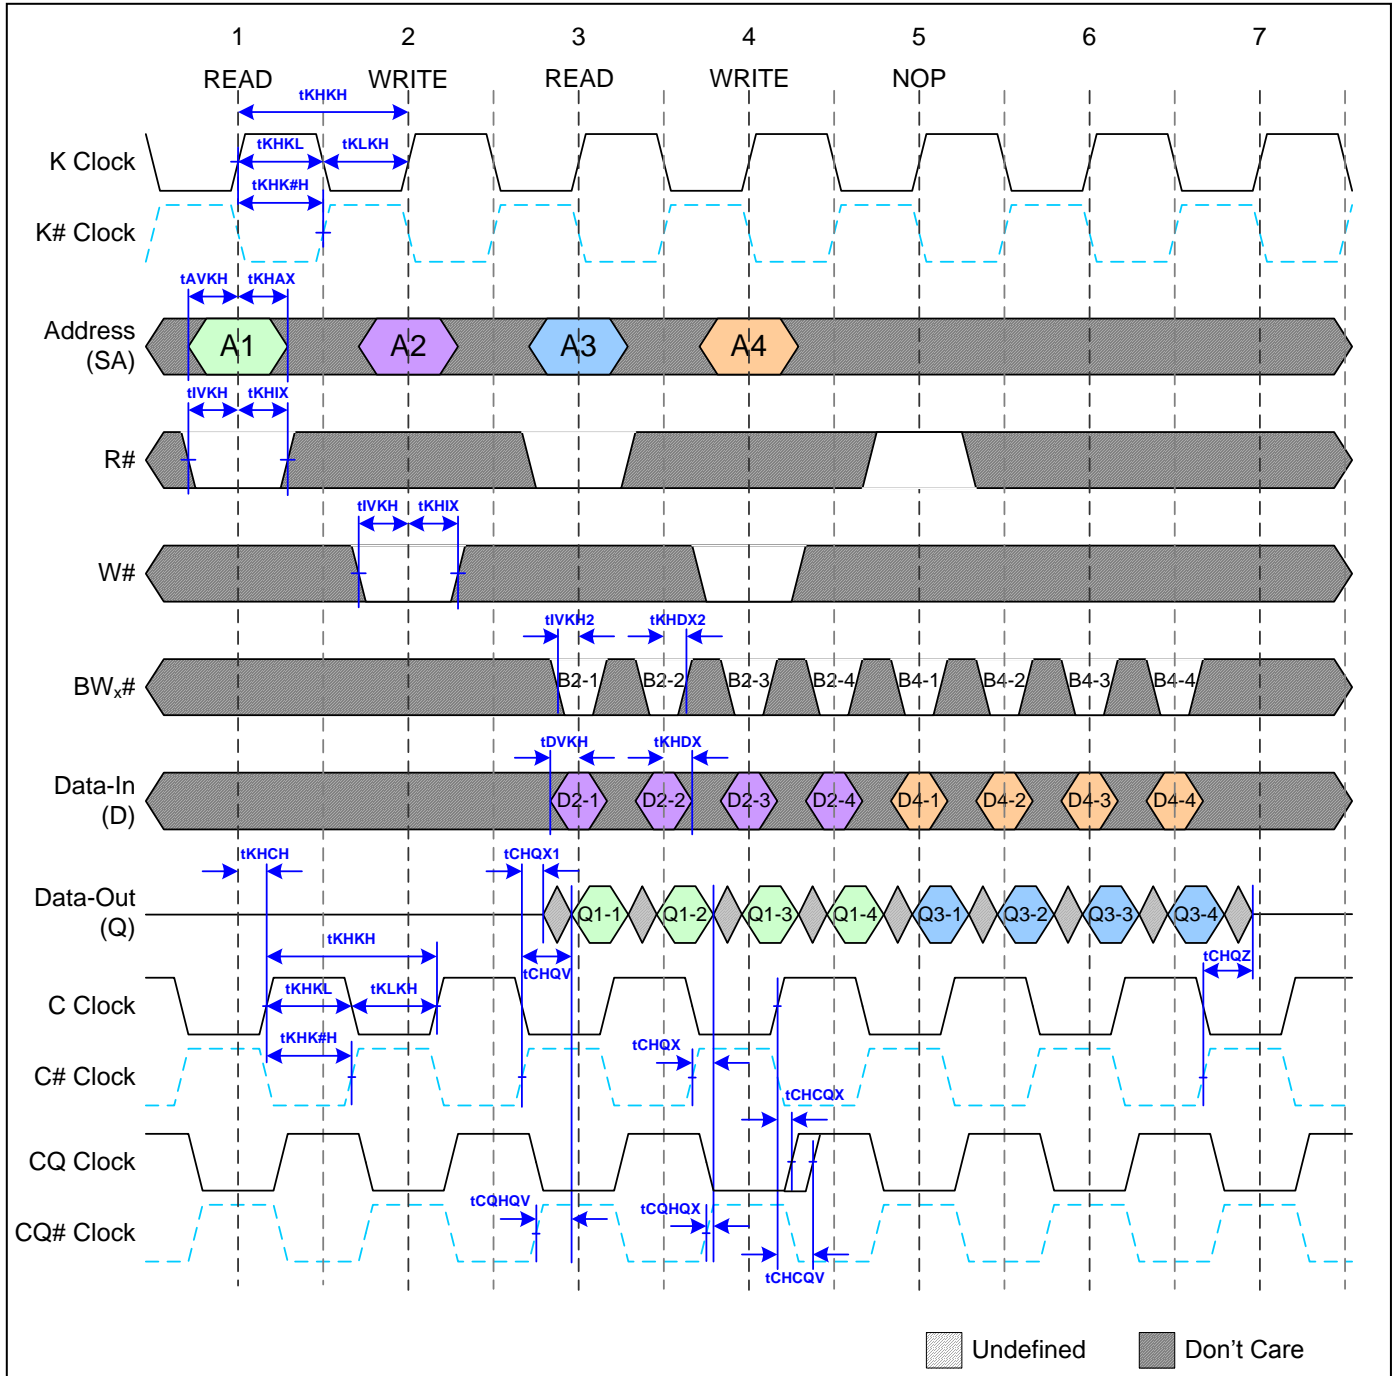 1 2 3 4 5 6 7
READ WRITE READ WRITE NOP
tKHKH
K Clock tKHKL tKLKH
tKHK#H
K# Clock
tAVKH tKHAX
Address
(SA)
A1 A2 A3 A4
tIVKH tKHIX
R#
tIVKH tKHIX
W#
tIVKH2 tKHDX2
BWx# B2-1 B2-2 B2-3 B2-4 B4-1 B4-2 B4-3 B4-4
tDVKH tKHDX
Data-In
(D)
D2-1 D2-2 D2-3 D2-4 D4-1 D4-2 D4-3 D4-4
tKHCH tCHQX1
Data-Out
(Q)
Q1-1 Q1-2 Q1-3 Q1-4 Q3-1 Q3-2 Q3-3 Q3-4
tKHKH tCHQV tCHQZ
C Clock tKHKL tKLKH
tKHK#H tCHQX
C# Clock
tCHCQX
CQ Clock
tCQHQV tCQHQX
CQ# Clock
tCHCQV
Undefined Don't Care